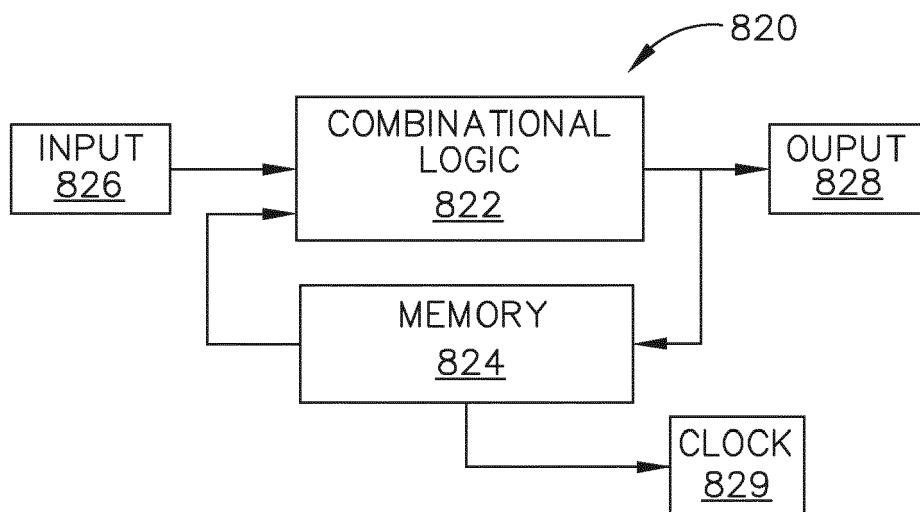 820
INPUT
826
COMBINATIONAL
LOGIC
822
OUPUT
828
MEMORY
824
CLOCK
829